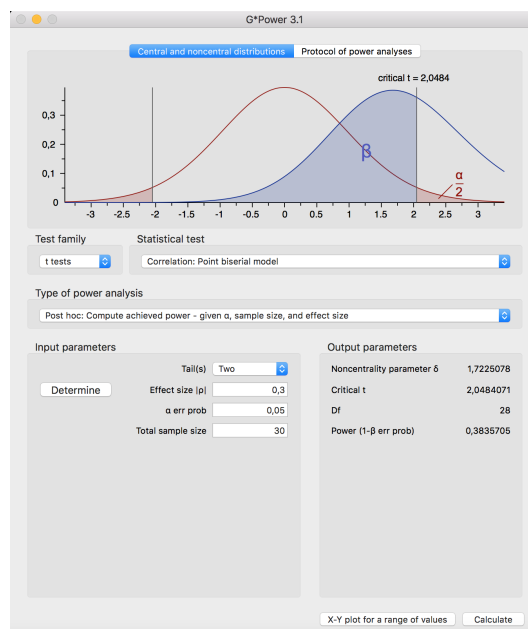 G*Power 3.1
Central and noncentral distributions Protocol of power analyses
critical t = 2,0484
0,3
0,2
0,1
0
β
α
2
-3 -2.5 -2 -1.5 -1 -0.5 0 0.5 1 1.5 2 2.5 3
Test family Statistical test
t tests Correlation: Point biserial model
Type of power analysis
Post hoc: Compute achieved power - given α, sample size, and effect size
Input parameters Output parameters
Tail(s) Two Noncentrality parameter δ 1,7225078
Determine Effect size |ρ| 0,3 Critical t 2,0484071
α err prob 0,05 Df 28
Total sample size 30 Power (1-β err prob) 0,3835705
X-Y plot for a range of values Calculate